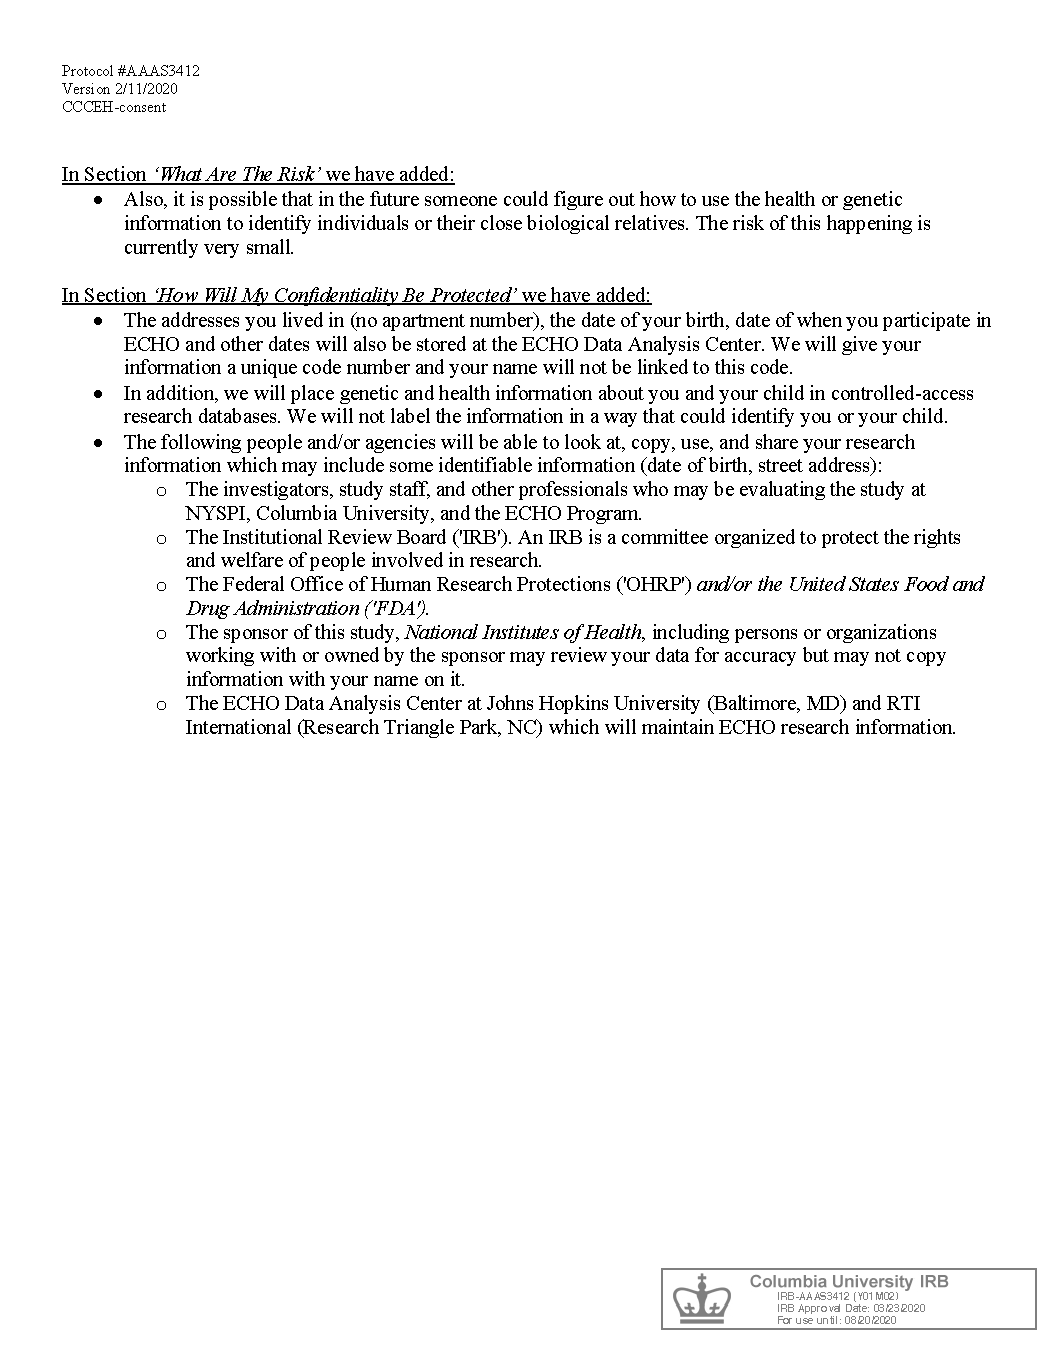 Protocol #AAAS3412
Version 2/11/2020
CCCEH-consent
In Section ‘What Are The Risk’ we have added:
• Also, it is possible that in the future someone could figure out how to use the health or genetic
information to identify individuals or their close biological relatives. The risk of this happening is
currently very small.
In Section ‘How Will My Confidentiality Be Protected’ we have added:
• The addresses you lived in (no apartment number), the date of your birth, date of when you participate in
ECHO and other dates will also be stored at the ECHO Data Analysis Center. We will give your
information a unique code number and your name will not be linked to this code.
• In addition, we will place genetic and health information about you and your child in controlled-access
research databases. We will not label the information in a way that could identify you or your child.
• The following people and/or agencies will be able to look at, copy, use, and share your research
information which may include some identifiable information (date of birth, street address):
o The investigators, study staff, and other professionals who may be evaluating the study at
NYSPI, Columbia University, and the ECHO Program.
o The Institutional Review Board ('IRB'). An IRB is a committee organized to protect the rights
and welfare of people involved in research.
o The Federal Office of Human Research Protections ('OHRP') and/or the United States Food and
Drug Administration ('FDA').
o The sponsor of this study, National Institutes of Health, including persons or organizations
working with or owned by the sponsor may review your data for accuracy but may not copy
information with your name on it.
o The ECHO Data Analysis Center at Johns Hopkins University (Baltimore, MD) and RTI
International (Research Triangle Park, NC) which will maintain ECHO research information.
Columbia University IRB
IRB-AAAS3412 (Y01M02)
IRB Approval Date: 03/23/2020
For use until: 08/20/2020